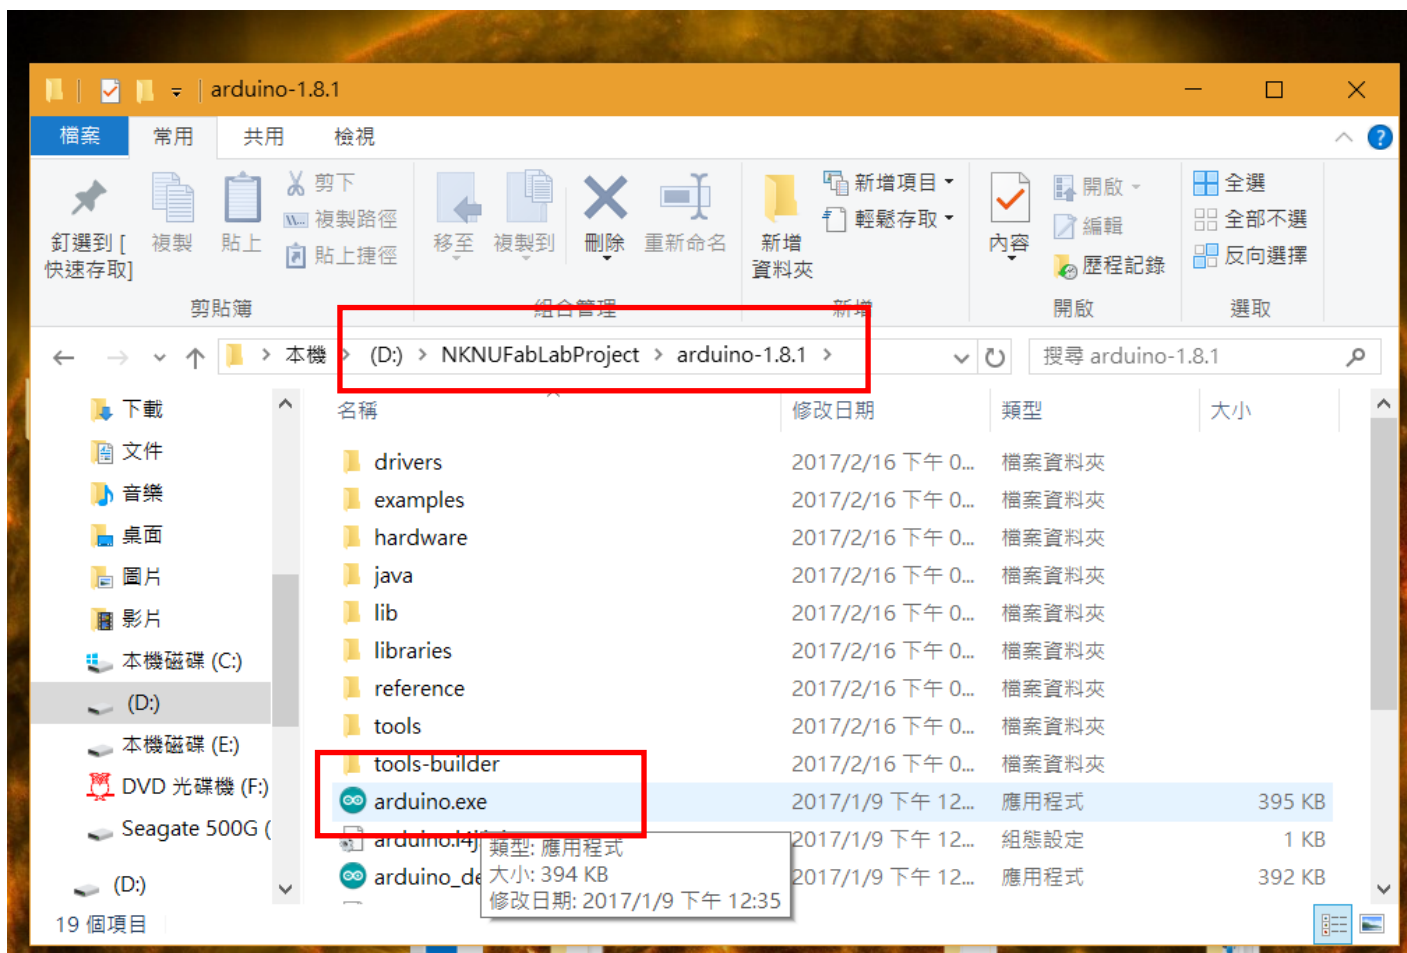 arduino-1.8.1
檔案 常用 共用 檢視
釘選到 [
快速存取]
複製
貼上
剪下
複製路徑
貼上捷徑
剪貼簿
移至
複製到
刪除
重新命名
組合管理
新增
資料夾
新增項目
輕鬆存取
新增
內容
開啟
編輯
歷程記錄
開啟
全選
全部不選
反向選擇
選取
本機 > (D:) > NKNUFabLabProject > arduino-1.8.1 >
搜尋 arduino-1.8.1
下載
文件
音樂
桌面
圖片
影片
本機磁碟 (C:)
(D:)
本機磁碟 (E:)
DVD 光碟機 (F:)
Seagate 500G (
(D:)
名稱 修改日期 類型 大小
drivers 2017/2/16 下午 0... 檔案資料夾
examples 2017/2/16 下午 0... 檔案資料夾
hardware 2017/2/16 下午 0... 檔案資料夾
java 2017/2/16 下午 0... 檔案資料夾
lib 2017/2/16 下午 0... 檔案資料夾
libraries 2017/2/16 下午 0... 檔案資料夾
reference 2017/2/16 下午 0... 檔案資料夾
tools 2017/2/16 下午 0... 檔案資料夾
tools-builder 2017/2/16 下午 0... 檔案資料夾
arduino.exe 2017/1/9 下午 12... 應用程式 395 KB
arduino.l4j 2017/1/9 下午 12... 組態設定 1 KB
arduino_de 2017/1/9 下午 12... 應用程式 392 KB
類型: 應用程式
大小: 394 KB
修改日期: 2017/1/9 下午 12:35
19 個項目